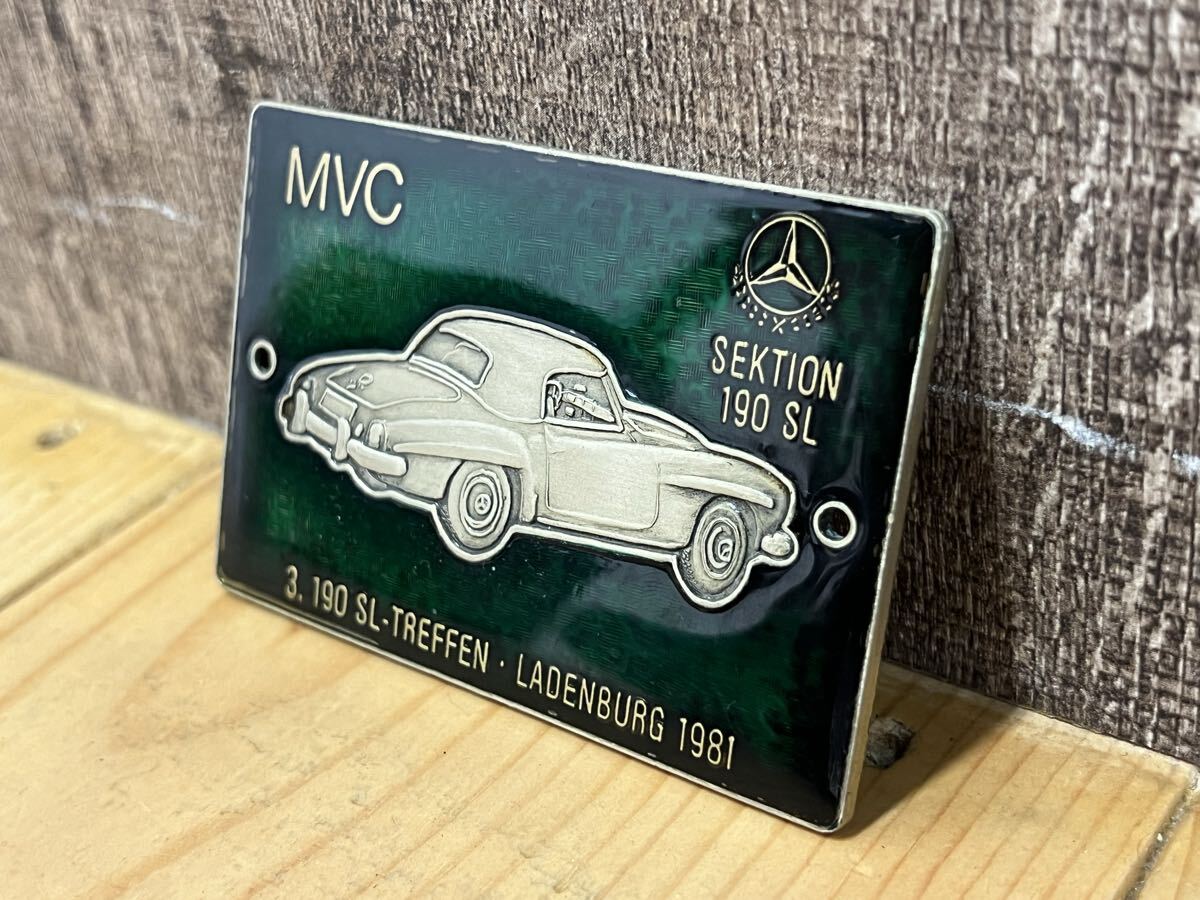 MVC
SEKTION
190 SL
3. 190 SL-TREFFEN · LADENBURG 1981